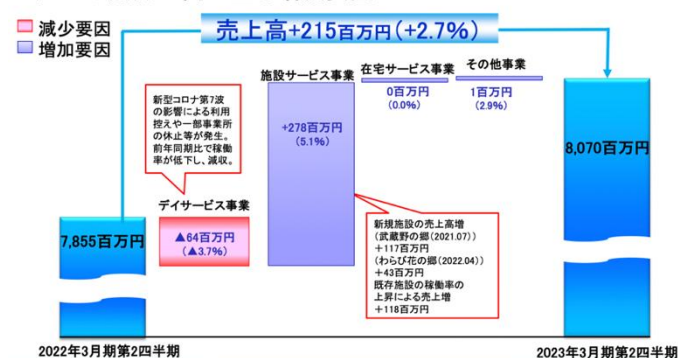 売上高+215百万円(+2.7%)
減少要因
増加要因
施設サービス事業
在宅サービス事業
その他事業
0百万円
(0.0%)
1百万円
(2.9%)
新型コロナ第7波
の影響による利用
控えや一部事業所
の休止等が発生。
前年同期比で稼働
率が低下し、減収。
+278百万円
(5.1%)
8,070百万円
デイサービス事業
7,855百万円
▲64百万円
(▲3.7%)
新規施設の売上高増
(武蔵野の郷(2021.07))
+117百万円
(わらび花の郷(2022.04))
+43百万円
既存施設の稼働率の
上昇による売上増
+118百万円
2022年3月期第2四半期
2023年3月期第2四半期